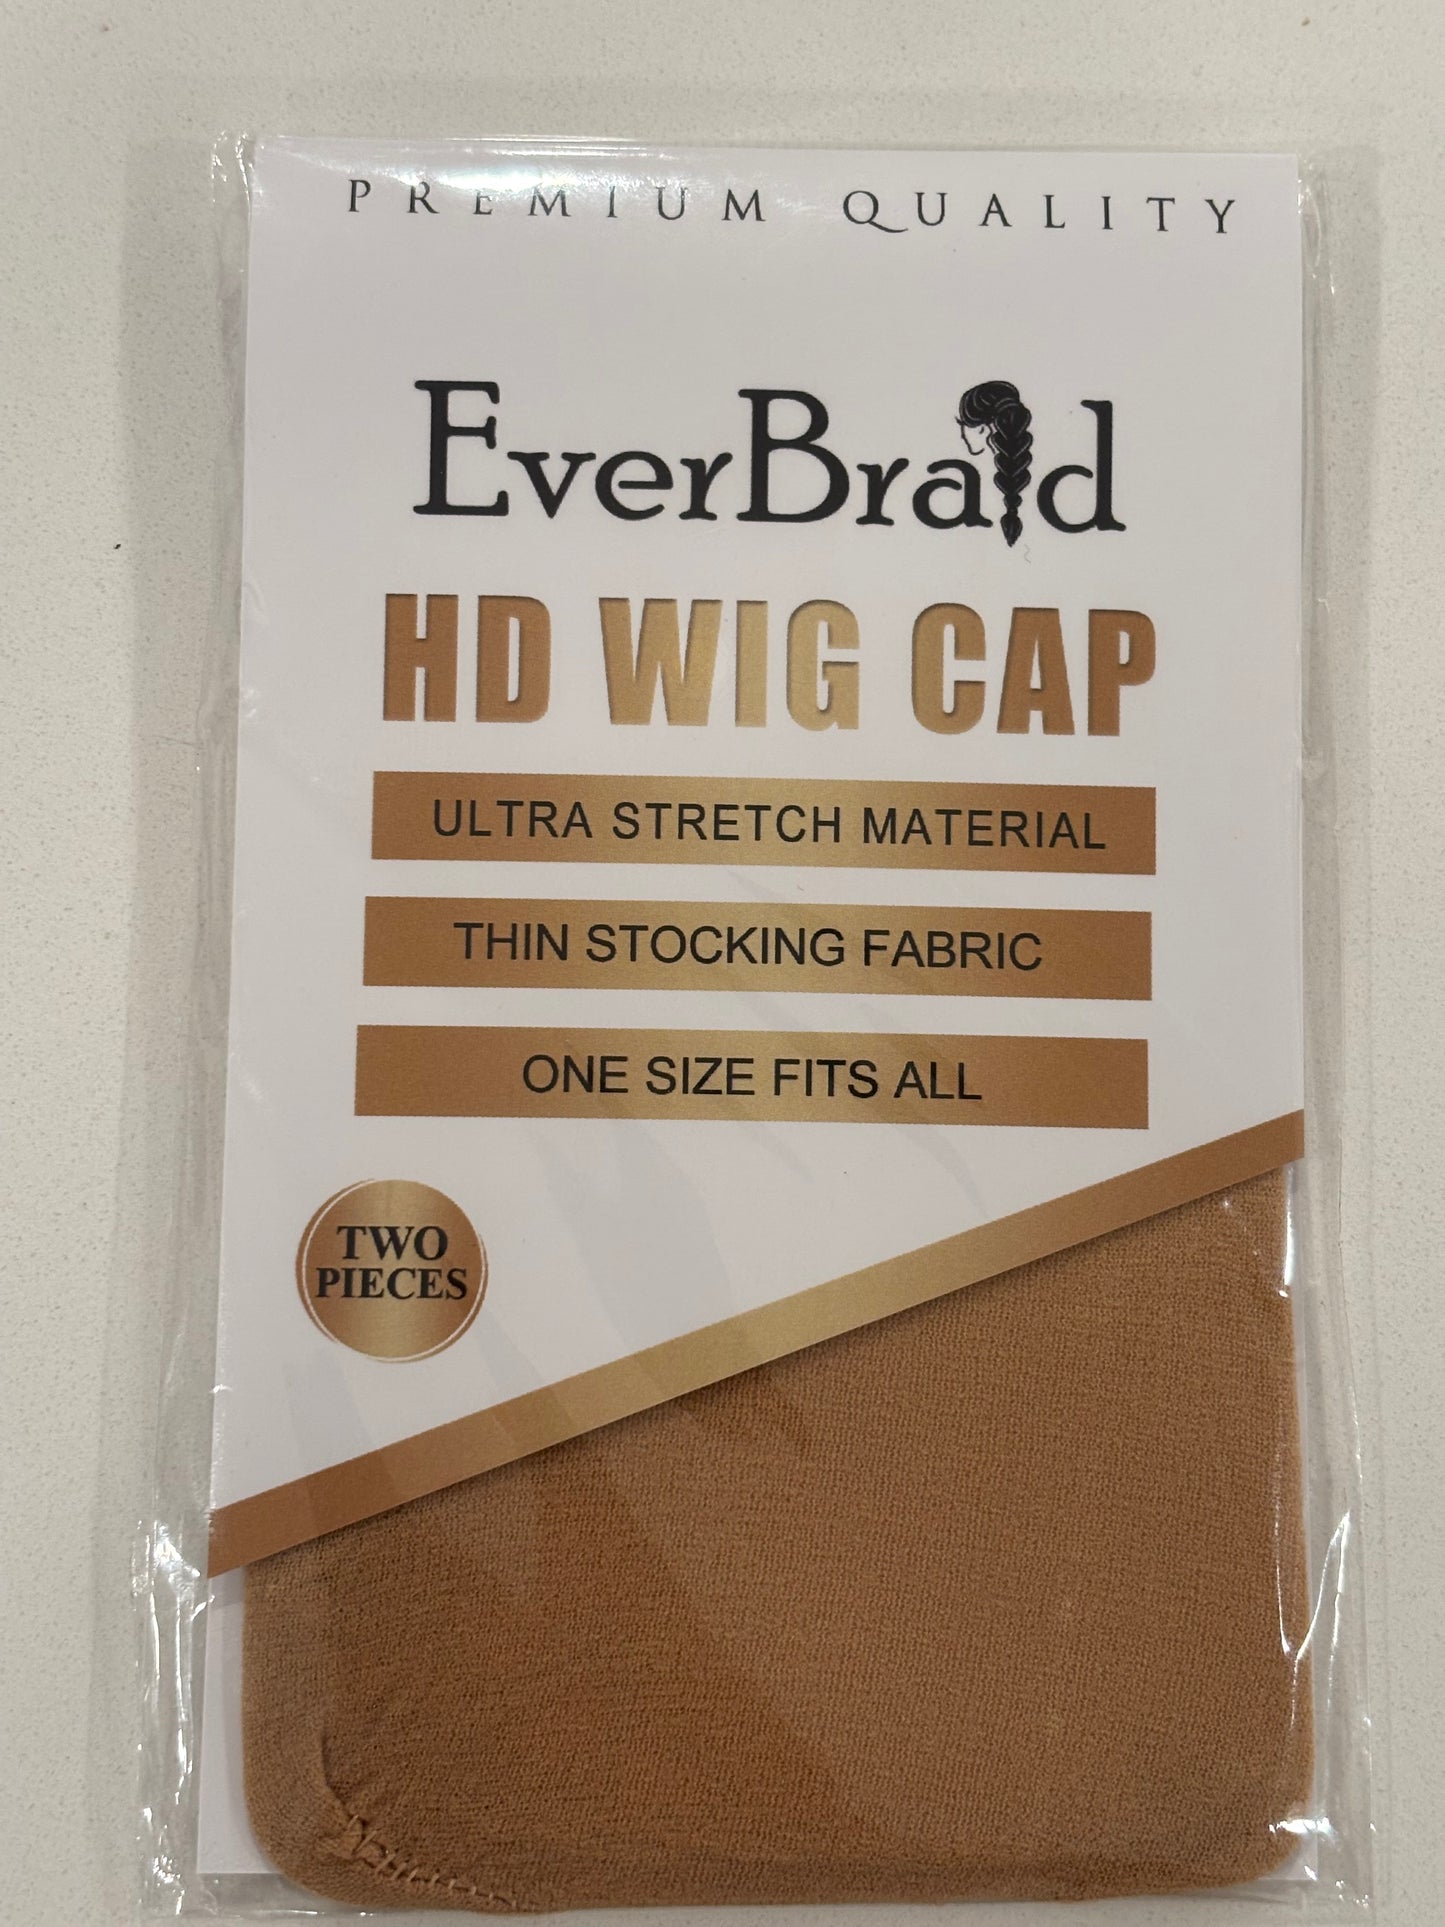 PREMIUM QUALITY
EverBraid
HD WIG CAP
ULTRA STRETCH MATERIAL
THIN STOCKING FABRIC
ONE SIZE FITS ALL
TWO
PIECES